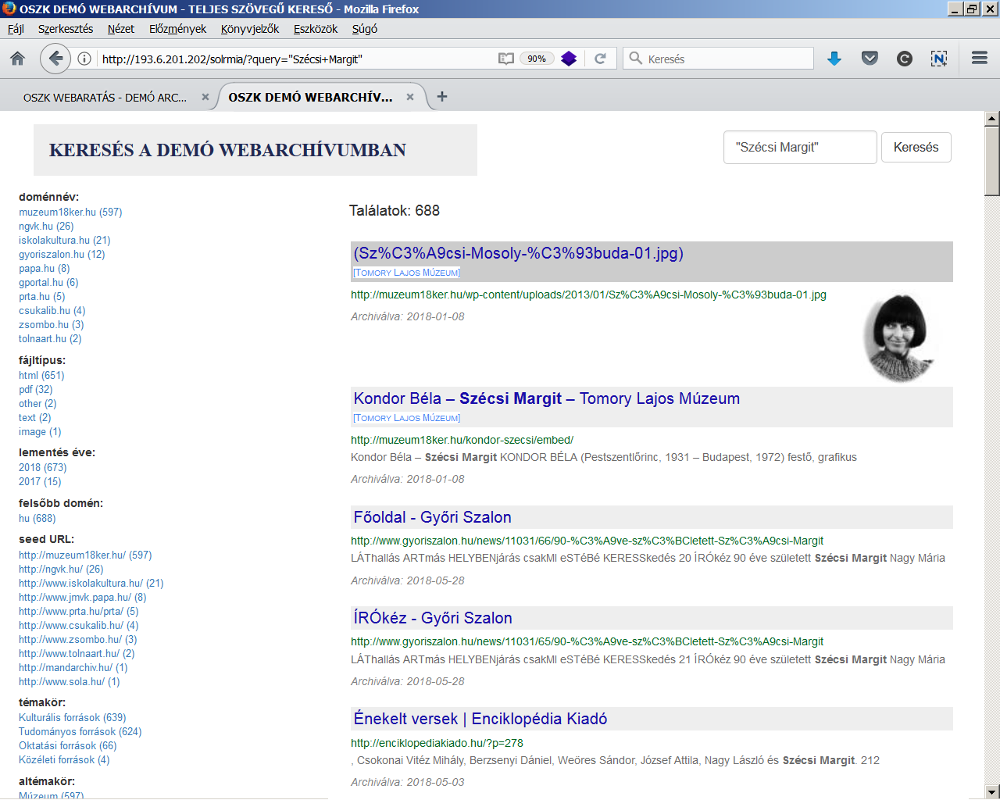 OSZK DEMÓ WEBARCHÍVUM - TELJES SZÖVEGŰ KERESŐ - Mozilla Firefox
Fájl Szerkesztés Nézet Előzmények Könyvjelzők Eszközök Súgó
http://193.6.201.202/solrmia/?query="Szécsi+Margit" 90% Keresés
OSZK WEBARATÁS - DEMÓ ARC... OSZK DEMÓ WEBARCHÍV...
KERESÉS A DEMÓ WEBARCHÍVUMBAN
"Szécsi Margit" Keresés
doménnév:
muzeum18ker.hu (597)
ngvk.hu (26)
iskolakultura.hu (21)
gyoriszalon.hu (12)
papa.hu (8)
gportal.hu (6)
prta.hu (5)
csukalib.hu (4)
zsombo.hu (3)
tolnaart.hu (2)
fájltípus:
html (651)
pdf (32)
other (2)
text (2)
image (1)
lementés éve:
2018 (673)
2017 (15)
felsőbb domén:
hu (688)
seed URL:
http://muzeum18ker.hu/ (597)
http://ngvk.hu/ (26)
http://www.iskolakultura.hu/ (21)
http://www.jmvk.papa.hu/ (8)
http://www.prta.hu/prta/ (5)
http://www.csukalib.hu/ (4)
http://www.zsombo.hu/ (3)
http://www.tolnaart.hu/ (2)
http://mandarchiv.hu/ (1)
http://www.sola.hu/ (1)
témakör:
Kulturális források (639)
Tudományos források (624)
Oktatási források (66)
Közéleti források (4)
altémakör:
Múzeum (597)
Találatok: 688
(Sz%C3%A9csi-Mosoly-%C3%93buda-01.jpg)
[TOMORY LAJOS MÚZEUM]
http://muzeum18ker.hu/wp-content/uploads/2013/01/Sz%C3%A9csi-Mosoly-%C3%93buda-01.jpg
Archiválva: 2018-01-08
Kondor Béla – Szécsi Margit – Tomory Lajos Múzeum
[TOMORY LAJOS MÚZEUM]
http://muzeum18ker.hu/kondor-szecsi/embed/
Kondor Béla – Szécsi Margit KONDOR BÉLA (Pestszentlőrinc, 1931 – Budapest, 1972) festő, grafikus
Archiválva: 2018-01-08
Főoldal - Győri Szalon
http://www.gyoriszalon.hu/news/11031/66/90-%C3%A9ve-sz%C3%BCletett-Sz%C3%A9csi-Margit
LÁThallás ARTmás HELYBENjárás csakMI eSTéBé KERESSkedés 20 ÍRÓkéz 90 éve született Szécsi Margit Nagy Mária
Archiválva: 2018-05-28
ÍRÓkéz - Győri Szalon
http://www.gyoriszalon.hu/news/11031/65/90-%C3%A9ve-sz%C3%BCletett-Sz%C3%A9csi-Margit
LÁThallás ARTmás HELYBENjárás csakMI eSTéBé KERESSkedés 21 ÍRÓkéz 90 éve született Szécsi Margit Nagy Mária
Archiválva: 2018-05-28
Énekelt versek | Enciklopédia Kiadó
http://enciklopediakiado.hu/?p=278
, Csokonai Vitéz Mihály, Berzsenyi Dániel, Weöres Sándor, József Attila, Nagy László és Szécsi Margit. 212
Archiválva: 2018-05-03